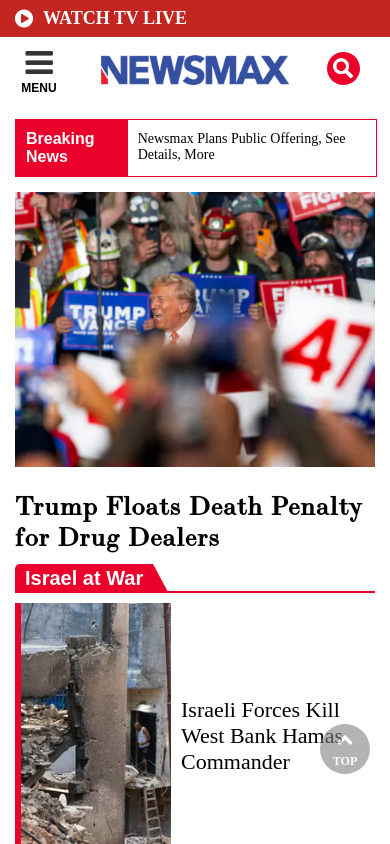 WATCH TV LIVE
MENU
NEWSMAX
Breaking
News
Newsmax Plans Public Offering, See
Details, More
FIGHT!
TRUMP
VANCE
TRUMP
FIGHT!
47
Trump Floats Death Penalty
for Drug Dealers
Israel at War
Israeli Forces Kill
West Bank Hamas
Commander
TOP